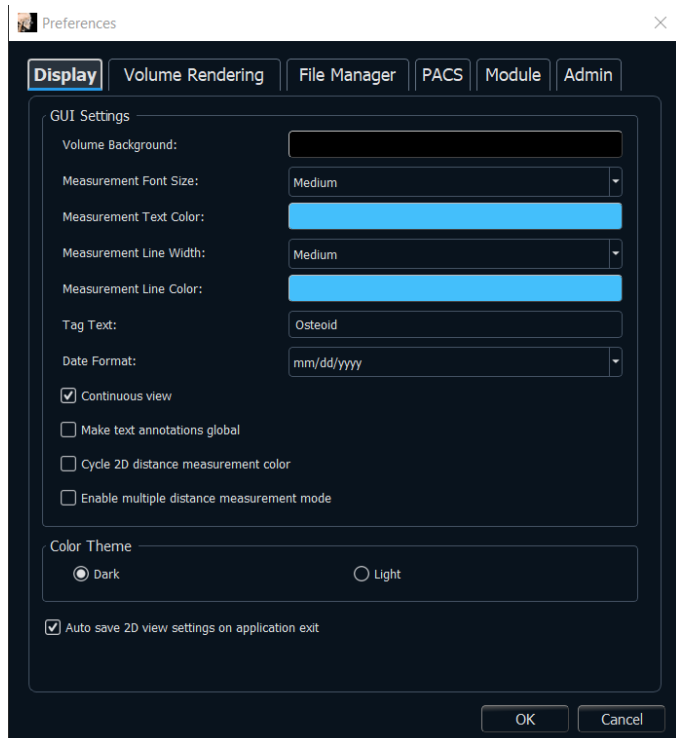 Preferences
Display Volume Rendering File Manager PACS Module Admin
GUI Settings
Volume Background:
Measurement Font Size: Medium
Measurement Text Color:
Measurement Line Width: Medium
Measurement Line Color:
Tag Text: Osteoid
Date Format: mm/dd/yyyy
Continuous view
Make text annotations global
Cycle 2D distance measurement color
Enable multiple distance measurement mode
Color Theme
Dark Light
Auto save 2D view settings on application exit
OK Cancel